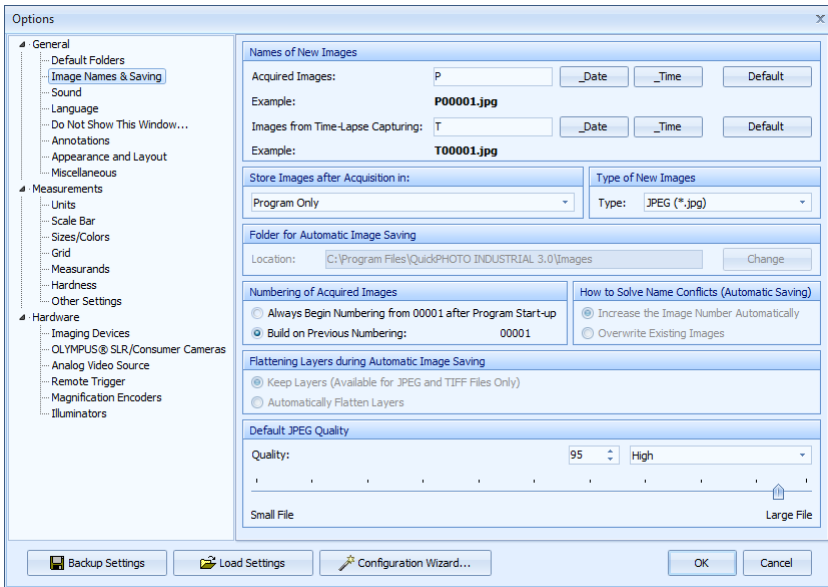 Options
x
General
Default Folders
Image Names & Saving
Sound
Language
Do Not Show This Window...
Annotations
Appearance and Layout
Miscellaneous
Measurements
Units
Scale Bar
Sizes/Colors
Grid
Measurands
Hardness
Other Settings
Hardware
Imaging Devices
OLYMPUS® SLR/Consumer Cameras
Analog Video Source
Remote Trigger
Magnification Encoders
Illuminators
Names of New Images
Acquired Images: P _Date _Time Default
Example: P00001.jpg
Images from Time-Lapse Capturing: T _Date _Time Default
Example: T00001.jpg
Store Images after Acquisition in:
Program Only
Type of New Images
Type: JPEG (*.jpg)
Folder for Automatic Image Saving
Location: C:\Program Files\QuickPHOTO INDUSTRIAL 3.0\Images Change
Numbering of Acquired Images
Always Begin Numbering from 00001 after Program Start-up
Build on Previous Numbering: 00001
How to Solve Name Conflicts (Automatic Saving)
Increase the Image Number Automatically
Overwrite Existing Images
Flattening Layers during Automatic Image Saving
Keep Layers (Available for JPEG and TIFF Files Only)
Automatically Flatten Layers
Default JPEG Quality
Quality: 95 High
Small File Large File
Backup Settings Load Settings Configuration Wizard... OK Cancel